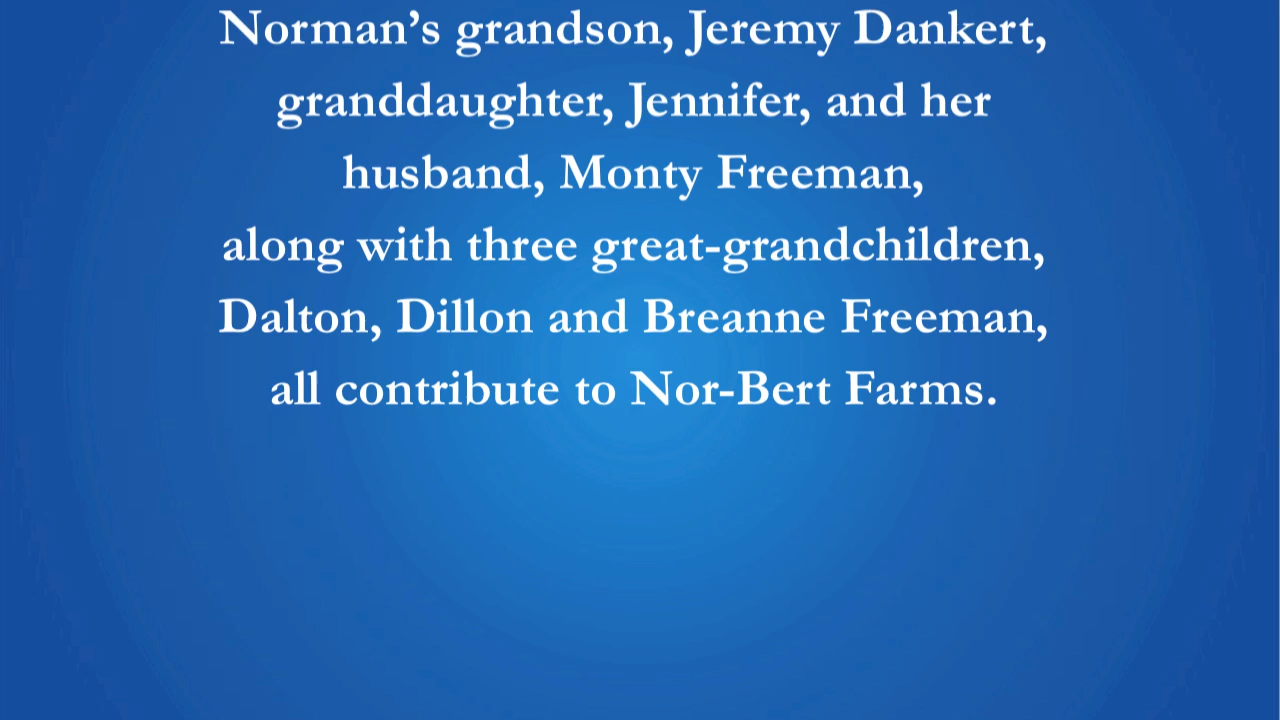 Norman’s grandson, Jeremy Dankert,
granddaughter, Jennifer, and her
husband, Monty Freeman,
along with three great-grandchildren,
Dalton, Dillon and Breanne Freeman,
all contribute to Nor-Bert Farms.